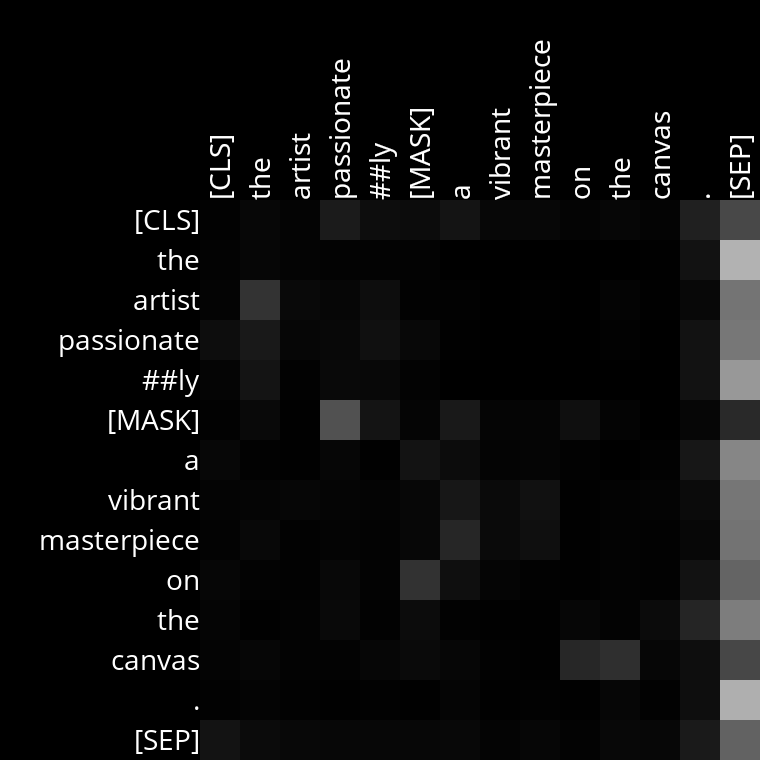 [CLS] the artist passionate ##ly [MASK] a vibrant masterpiece on the canvas . [SEP]
[CLS]
the
artist
passionate
##ly
[MASK]
a
vibrant
masterpiece
on
the
canvas
.
[SEP]